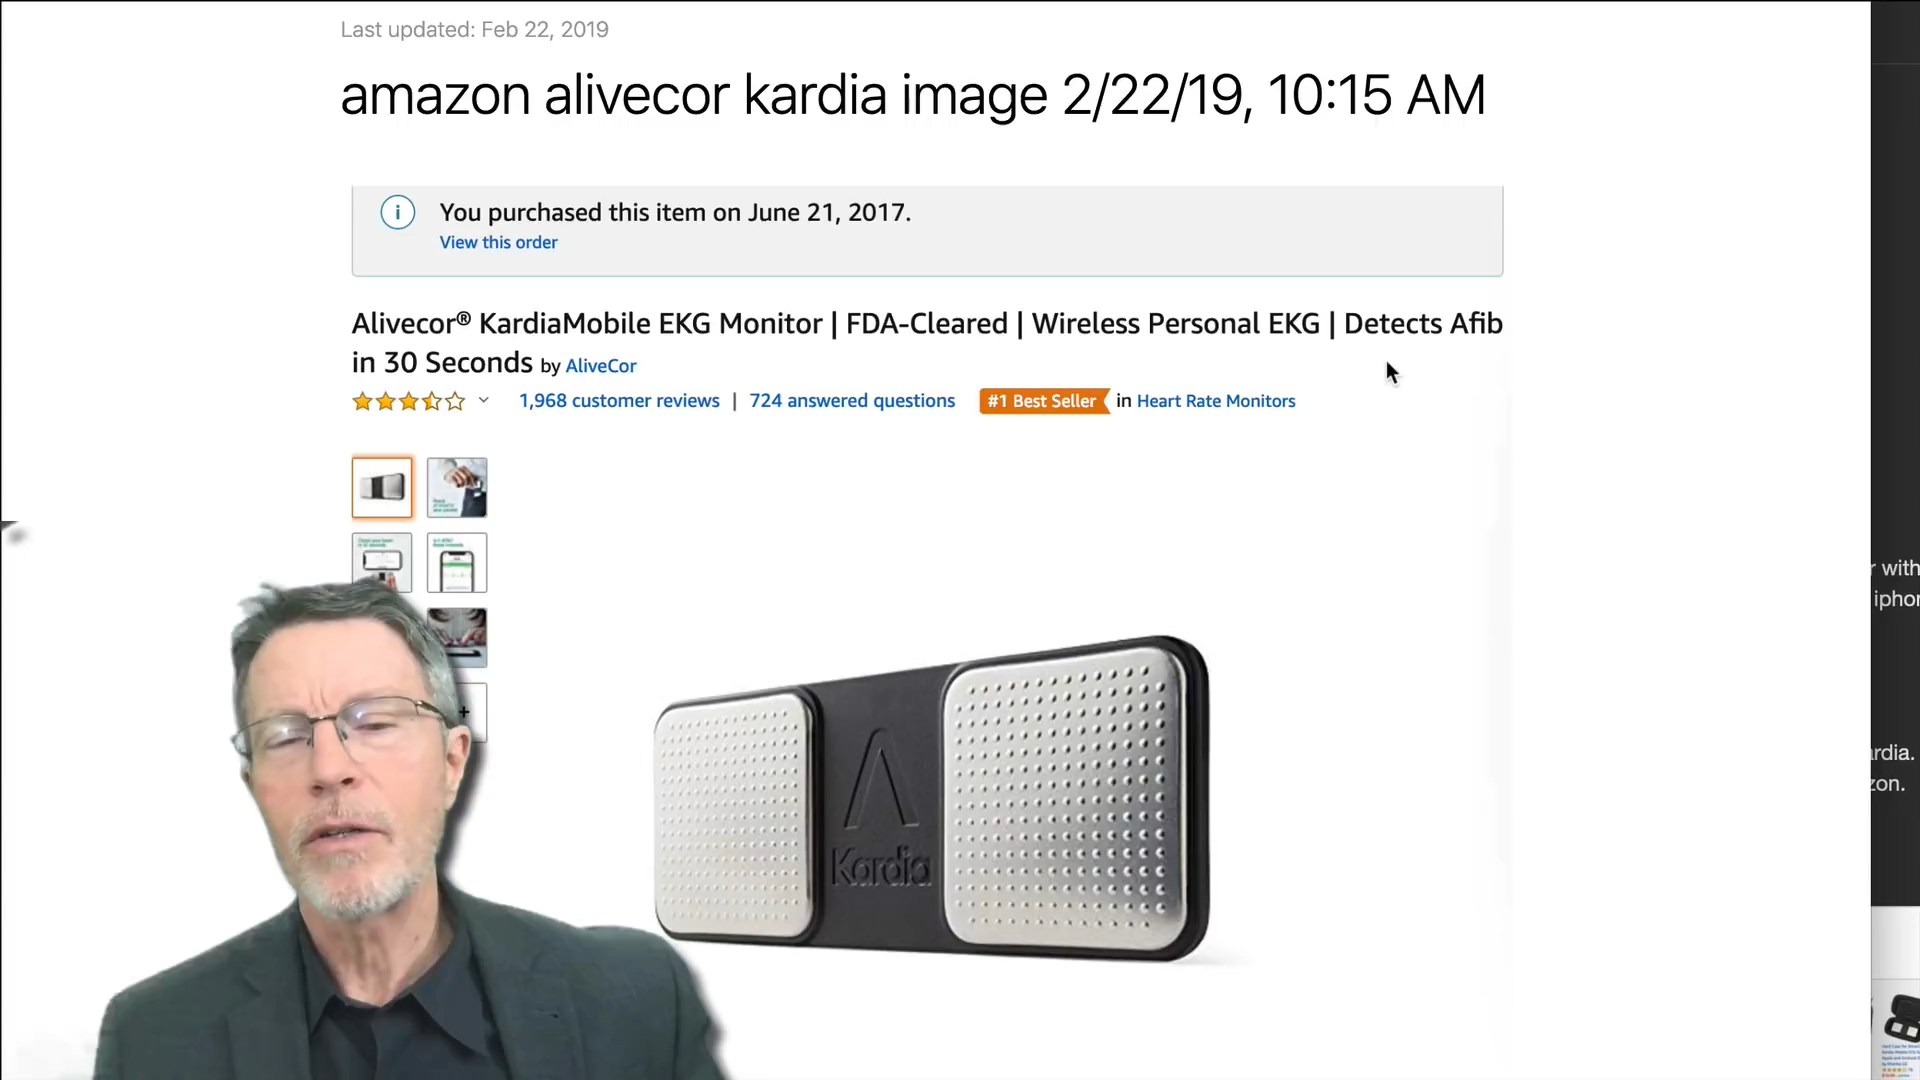 Last updated: Feb 22, 2019
amazon alivecor kardia image 2/22/19, 10:15 AM
You purchased this item on June 21, 2017.
View this order
Alivecor® KardiaMobile EKG Monitor | FDA-Cleared | Wireless Personal EKG | Detects Afib
in 30 Seconds by AliveCor
1,968 customer reviews | 724 answered questions #1 Best Seller in Heart Rate Monitors
r with
iphon
Kardia
ardia.
zon.